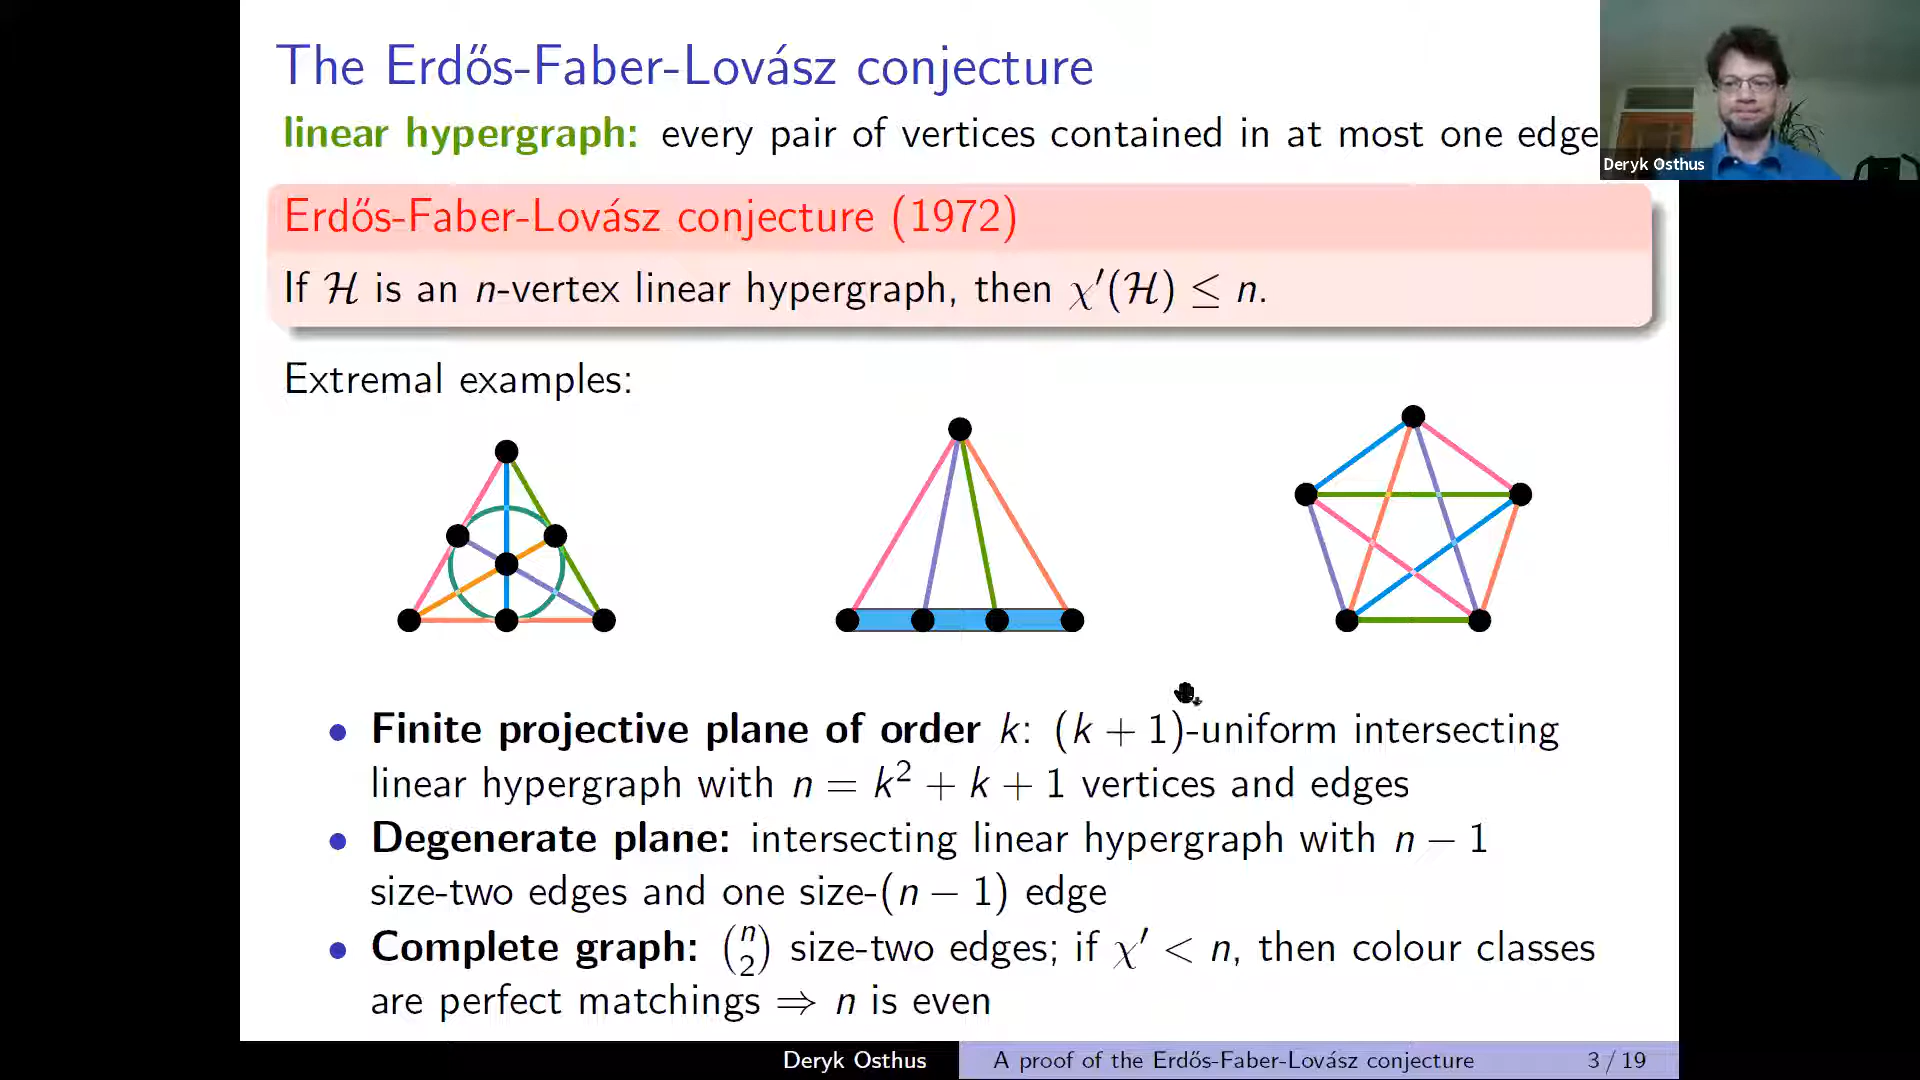 The Erdős-Faber-Lovász conjecture
linear hypergraph: every pair of vertices contained in at most one edge
Deryk Osthus
Erdős-Faber-Lovász conjecture (1972)
If ℋ is an n-vertex linear hypergraph, then χ′(ℋ) ≤ n.
Extremal examples:
• Finite projective plane of order k: (k + 1)-uniform intersecting
linear hypergraph with n = k² + k + 1 vertices and edges
• Degenerate plane: intersecting linear hypergraph with n − 1
size-two edges and one size-(n − 1) edge
• Complete graph: (n 2) size-two edges; if χ′ < n, then colour classes
are perfect matchings ⇒ n is even
Deryk Osthus
A proof of the Erdős-Faber-Lovász conjecture
3 / 19